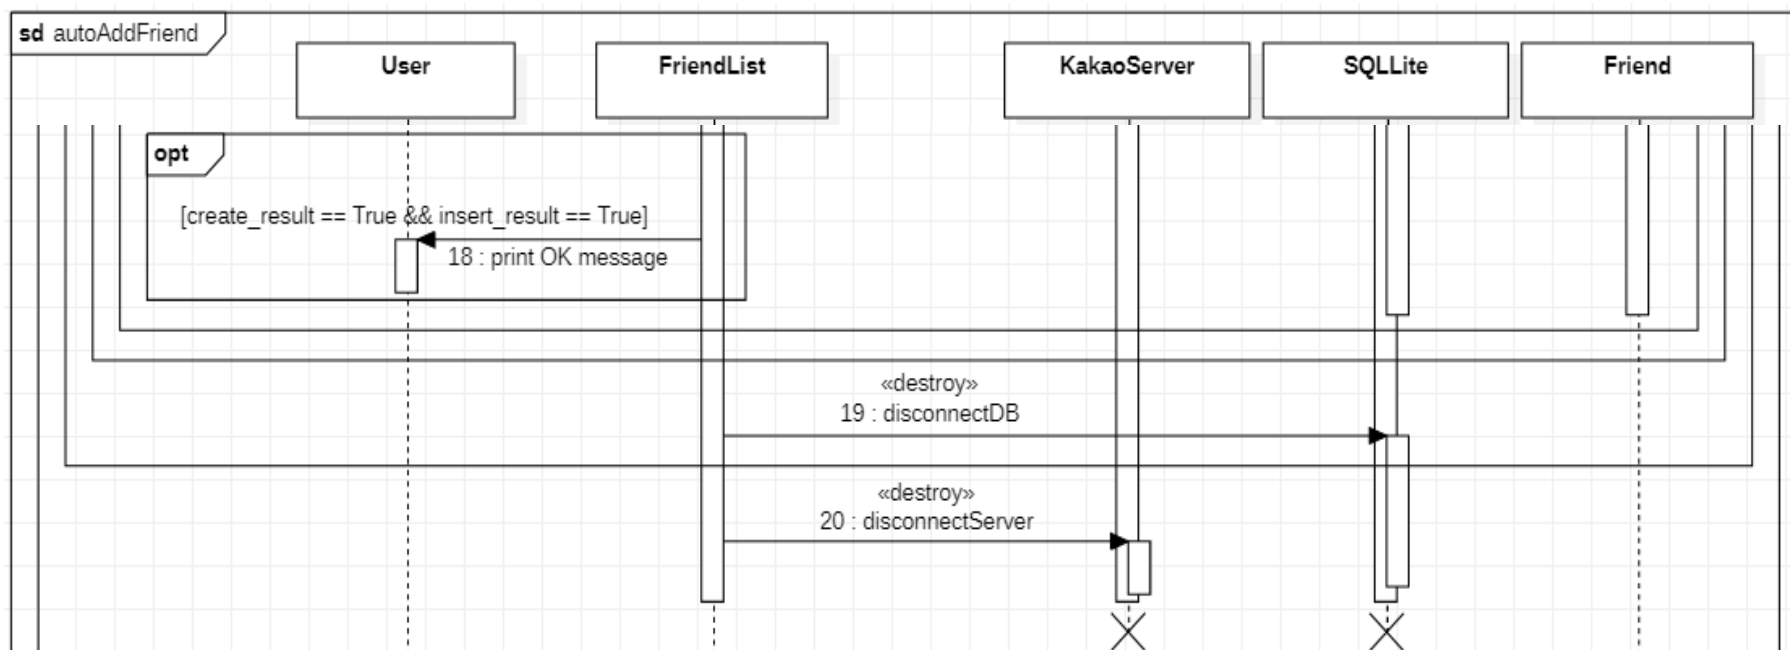 sd autoAddFriend
User
FriendList
KakaoServer
SQLLite
Friend
opt
[create_result == True && insert_result == True]
18 : print OK message
«destroy»
19 : disconnectDB
«destroy»
20 : disconnectServer